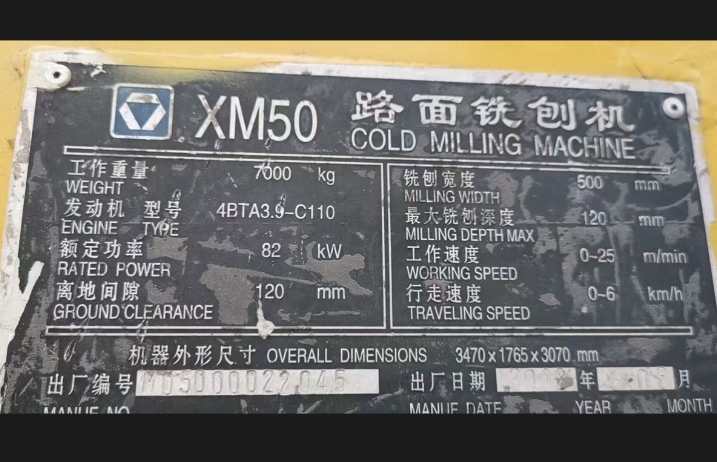 XM50 路面铣刨机
COLD MILLING MACHINE
工作重量 7000 kg
WEIGHT
发动机 型号 4BTA3.9-C110
ENGINE TYPE
额定功率 82 kW
RATED POWER
离地间隙 120 mm
GROUND CLEARANCE
铣刨宽度 500 mm
MILLING WIDTH
最大铣刨深度 120 mm
MILLING DEPTH MAX
工作速度 0~25 m/min
WORKING SPEED
行走速度 0~6 km/h
TRAVELING SPEED
机器外形尺寸 OVERALL DIMENSIONS 3470x1765x3070 mm
出厂编号 出厂日期 年 月
MANUF NO MANUF DATE YEAR MONTH